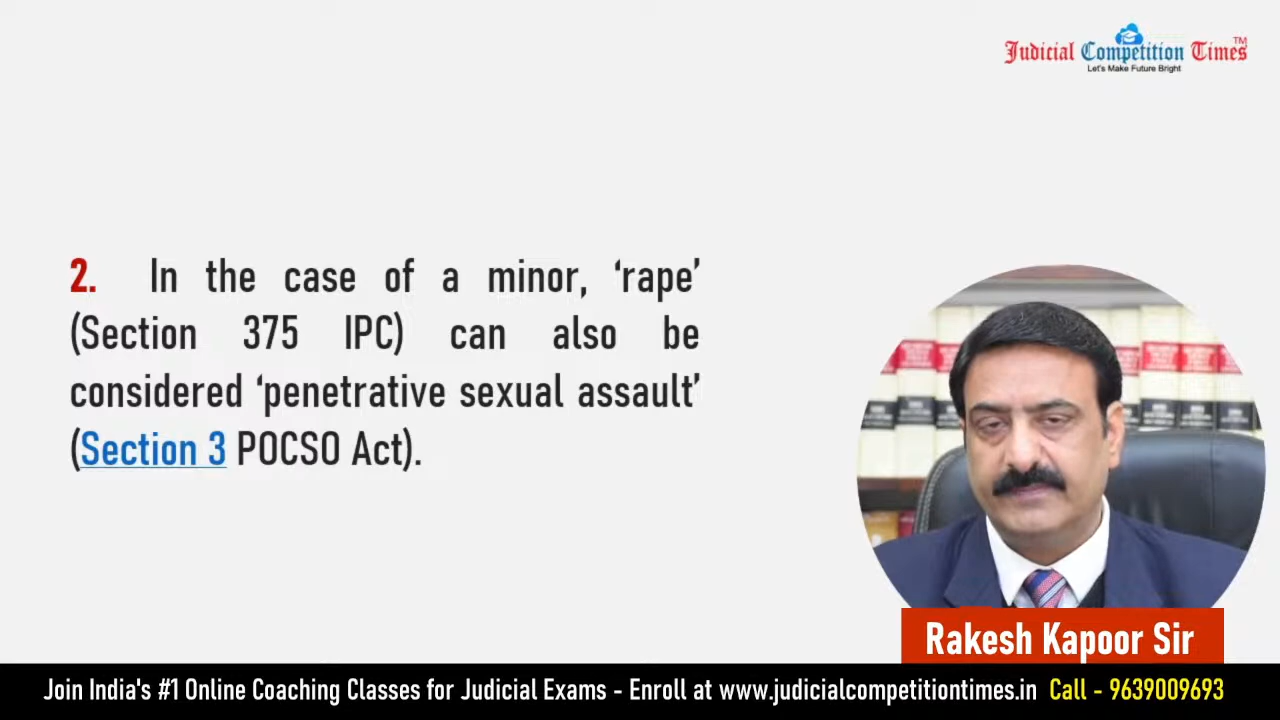 Judicial Competition Times™
Let's Make Future Bright
2. In the case of a minor, ‘rape’
(Section 375 IPC) can also be
considered ‘penetrative sexual assault’
(Section 3 POCSO Act).
Rakesh Kapoor Sir
Join India's #1 Online Coaching Classes for Judicial Exams - Enroll at www.judicialcompetitiontimes.in Call - 9639009693